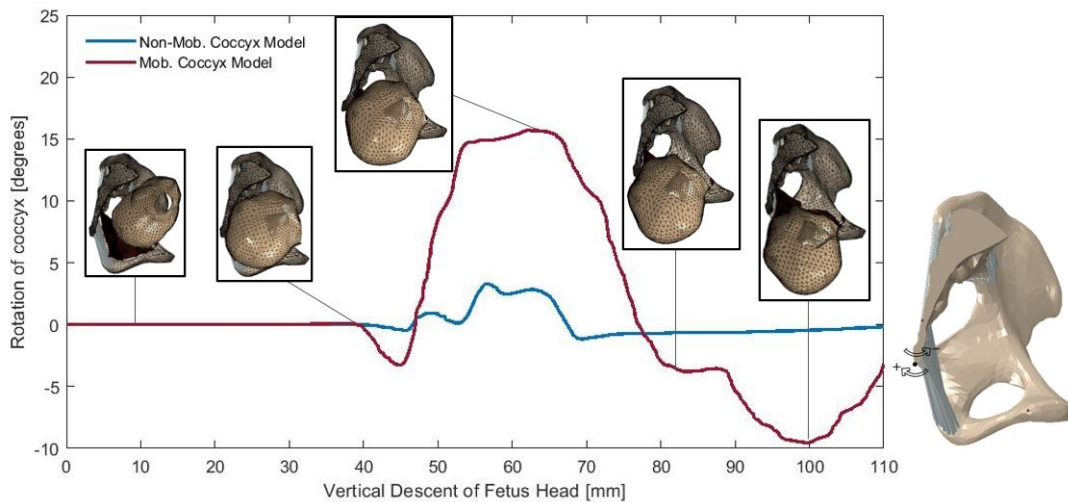 25
20
15
10
5
0
-5
-10
Rotation of coccyx [degrees]
Non-Mob. Coccyx Model
Mob. Coccyx Model
+
−
0 10 20 30 40 50 60 70 80 90 100 110
Vertical Descent of Fetus Head [mm]